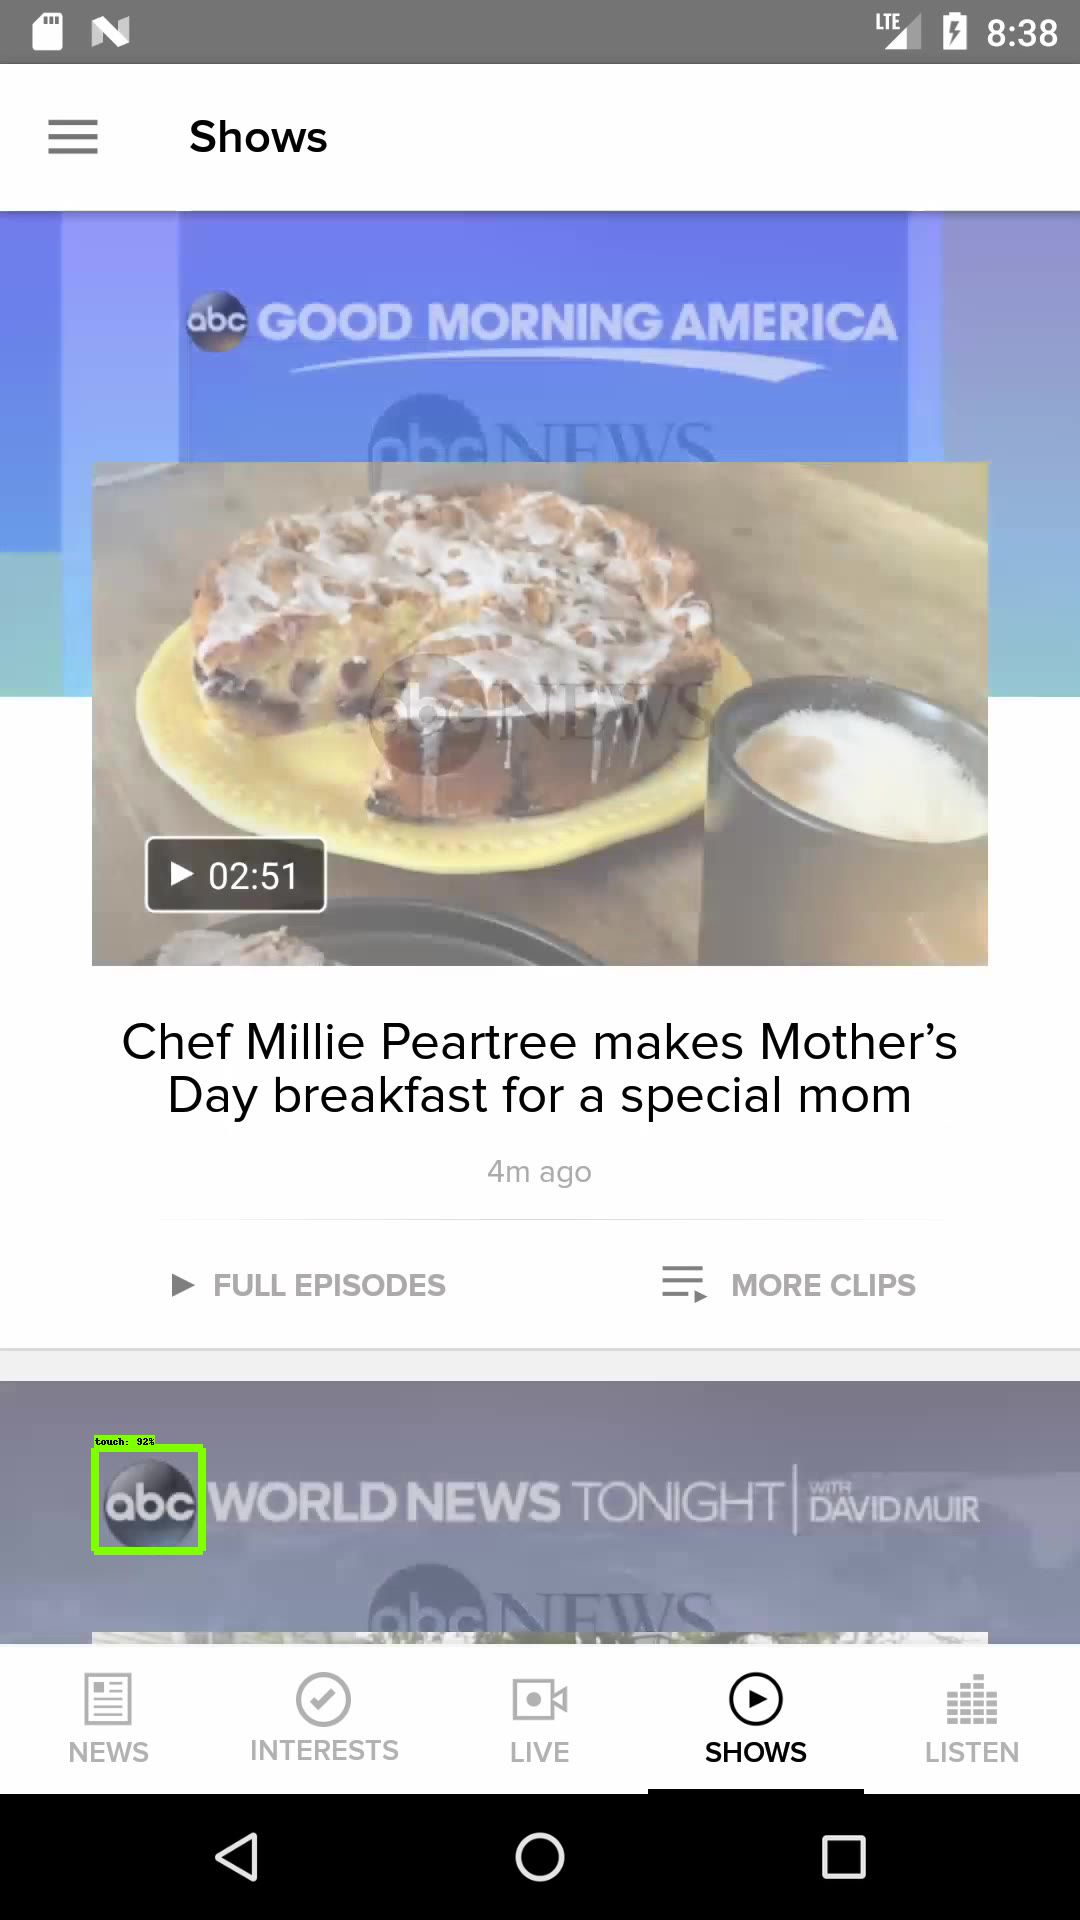 LTE 8:38
Shows
abc GOOD MORNING AMERICA
abc NEWS
abc NEWS
02:51
Chef Millie Peartree makes Mother’s
Day breakfast for a special mom
4m ago
FULL EPISODES MORE CLIPS
touch: 92%
abc WORLD NEWS TONIGHT WITH DAVID MUIR
abc NEWS
NEWS INTERESTS LIVE SHOWS LISTEN